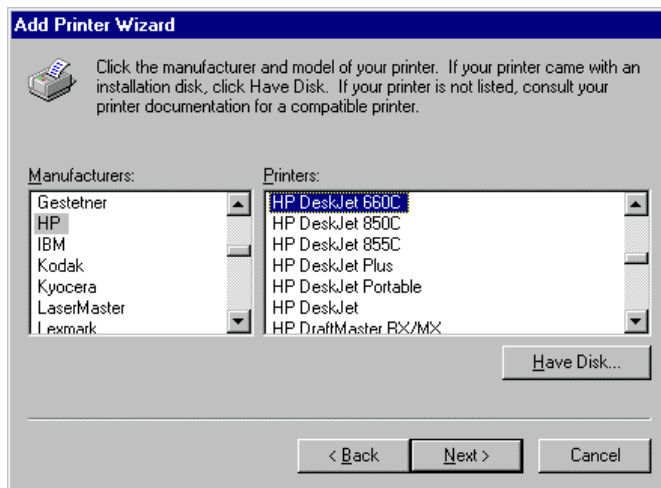 Add Printer Wizard
Click the manufacturer and model of your printer. If your printer came with an
installation disk, click Have Disk. If your printer is not listed, consult your
printer documentation for a compatible printer.
Manufacturers:
Gestetner
HP
IBM
Kodak
Kyocera
LaserMaster
Lexmark
Printers:
HP DeskJet 660C
HP DeskJet 850C
HP DeskJet 855C
HP DeskJet Plus
HP DeskJet Portable
HP DeskJet
HP DraftMaster RX/MX
Have Disk...
< Back
Next >
Cancel